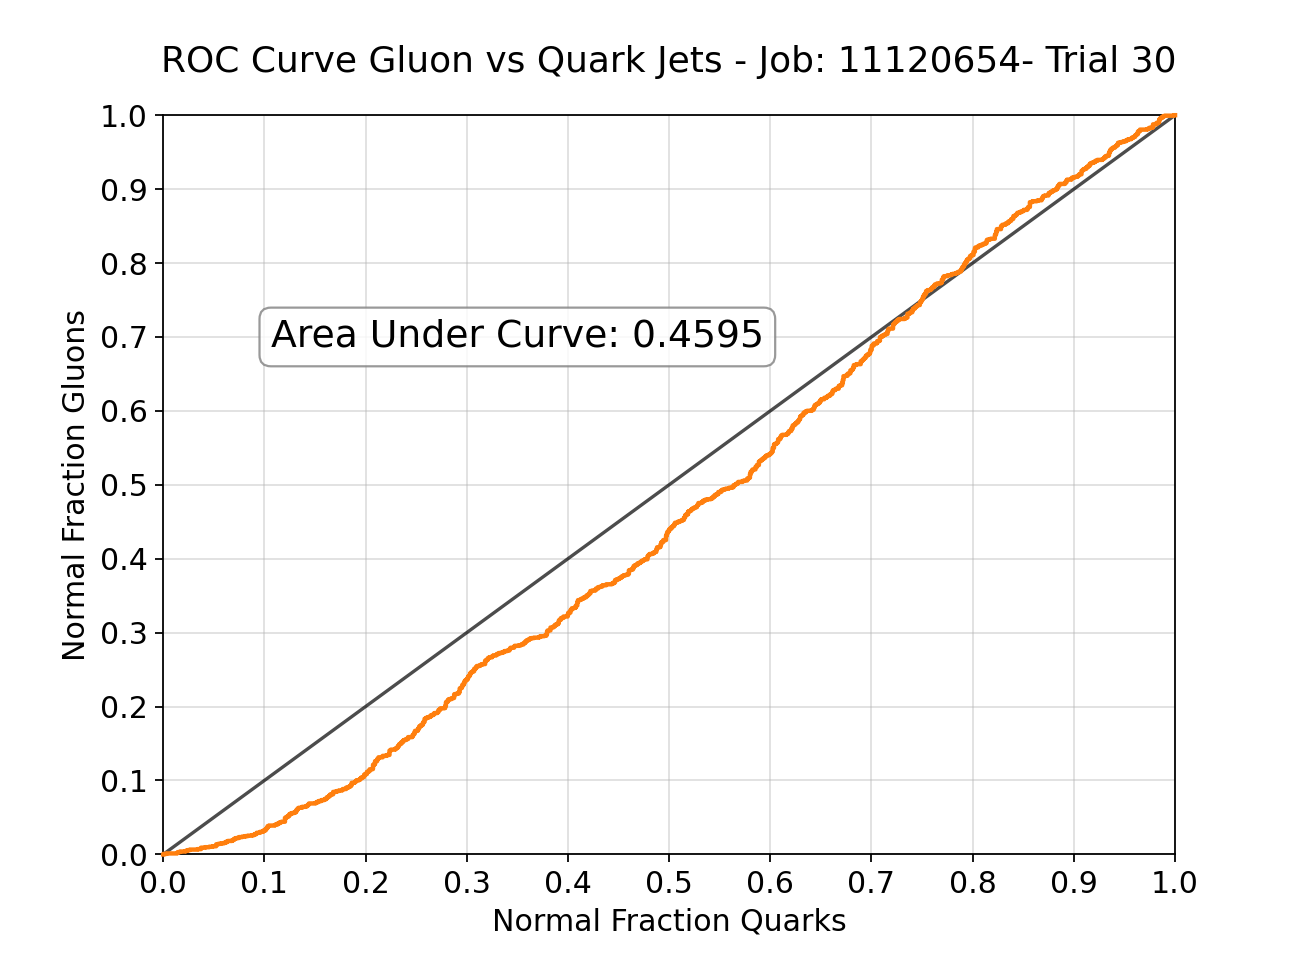 ROC Curve Gluon vs Quark Jets - Job: 11120654- Trial 30
1.0
0.9
0.8
0.7
0.6
0.5
0.4
0.3
0.2
0.1
0.0
Normal Fraction Gluons
Area Under Curve: 0.4595
0.0 0.1 0.2 0.3 0.4 0.5 0.6 0.7 0.8 0.9 1.0
Normal Fraction Quarks